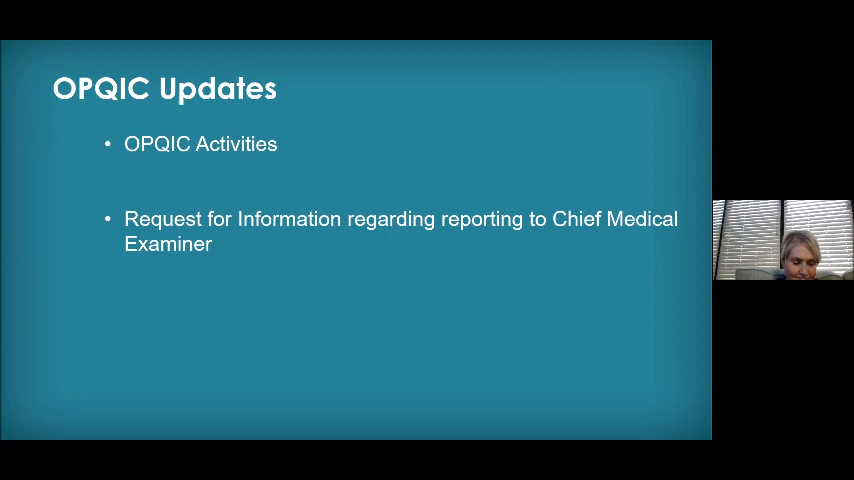 OPQIC Updates
• OPQIC Activities
• Request for Information regarding reporting to Chief Medical
Examiner